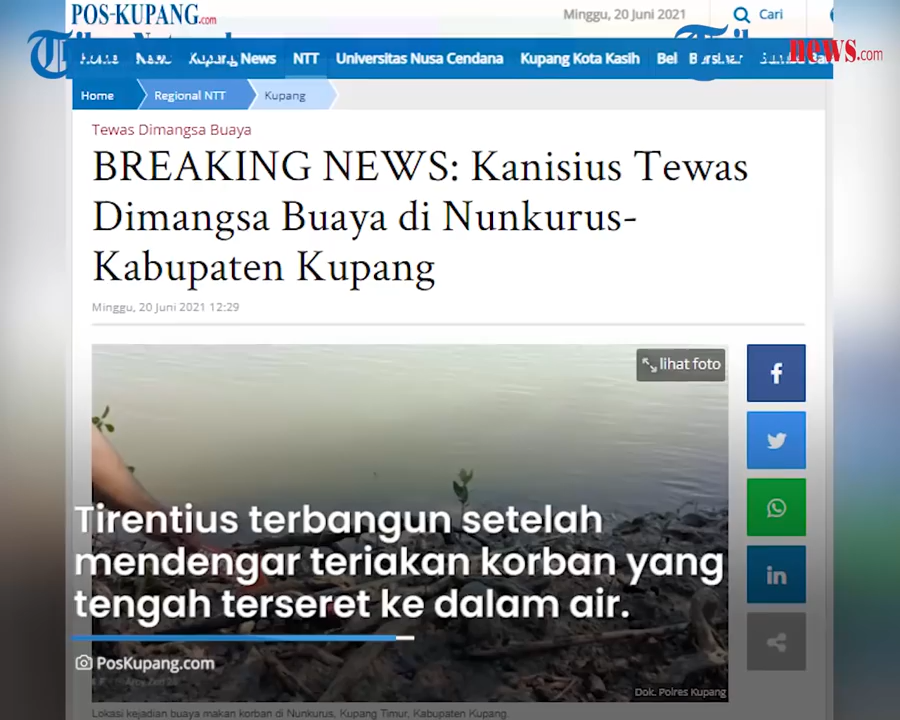 POS-KUPANG.com
Minggu, 20 Juni 2021
Cari
Home News Kupang News NTT Universitas Nusa Cendana Kupang Kota Kasih Bel
news.com
Home Regional NTT Kupang
Tewas Dimangsa Buaya
BREAKING NEWS: Kanisius Tewas
Dimangsa Buaya di Nunkurus-
Kabupaten Kupang
Minggu, 20 Juni 2021 12:29
lihat foto
Tirentius terbangun setelah
mendengar teriakan korban yang
tengah terseret ke dalam air.
PosKupang.com
Dok. Polres Kupang
Lokasi kejadian buaya makan korban di Nunkurus, Kupang Timur, Kabupaten Kupang.